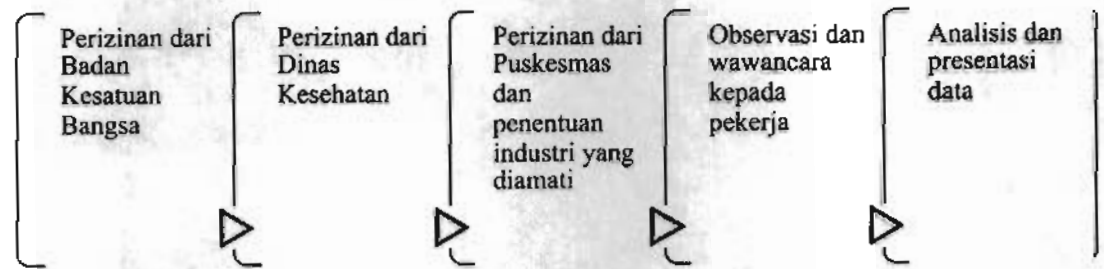 Perizinan dari
Badan
Kesatuan
Bangsa
Perizinan dari
Dinas
Kesehatan
Perizinan dari
Puskesmas
dan
penentuan
industri yang
diamati
Observasi dan
wawancara
kepada
pekerja
Analisis dan
presentasi
data